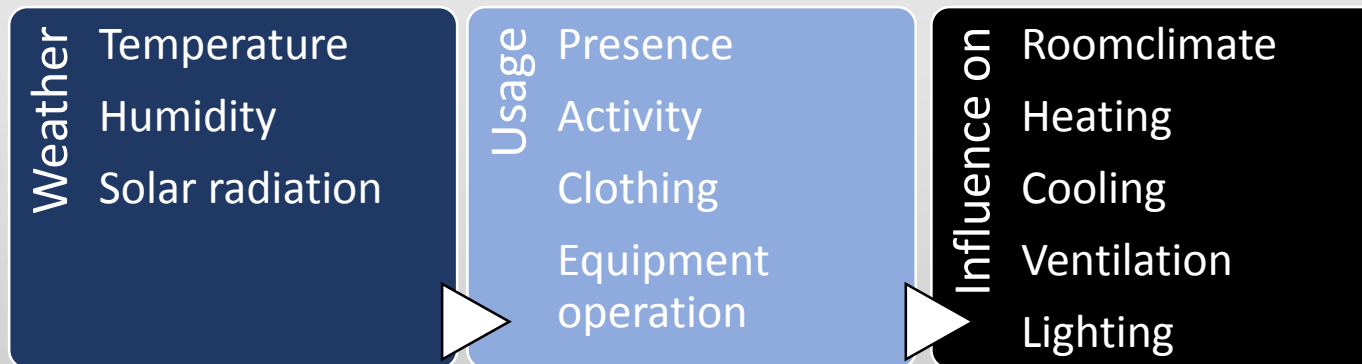 Weather
Temperature
Humidity
Solar radiation
Usage
Presence
Activity
Clothing
Equipment
operation
Influence on
Roomclimate
Heating
Cooling
Ventilation
Lighting